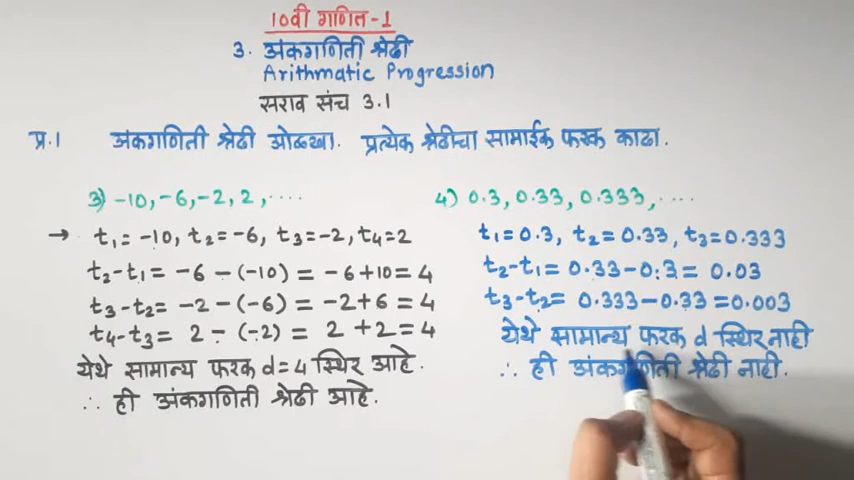 10वी गणित-1
3. अंकगणिती श्रेढी
Arithmatic Progression
सराव संच 3.1
प्र.1 अंकगणिती श्रेढी ओळखा. प्रत्येक श्रेढीचा सामाईक फरक काढा.
3) -10, -6, -2, 2, ....
→ t₁= -10, t₂= -6, t₃= -2, t₄= 2
t₂-t₁ = -6 - (-10) = -6 +10 = 4
t₃-t₂= -2 - (-6) = -2+6 = 4
t₄-t₃= 2 - (-2) = 2 +2 = 4
येथे सामान्य फरक d=4 स्थिर आहे.
∴ ही अंकगणिती श्रेढी आहे.
4) 0.3, 0.33, 0.333, ....
t₁=0.3, t₂= 0.33, t₃=0.333
t₂-t₁= 0.33-0.3 = 0.03
t₃-t₂= 0.333-0.33 =0.003
येथे सामान्य फरक d स्थिर नाही
∴ ही अंकगणिती श्रेढी नाही.